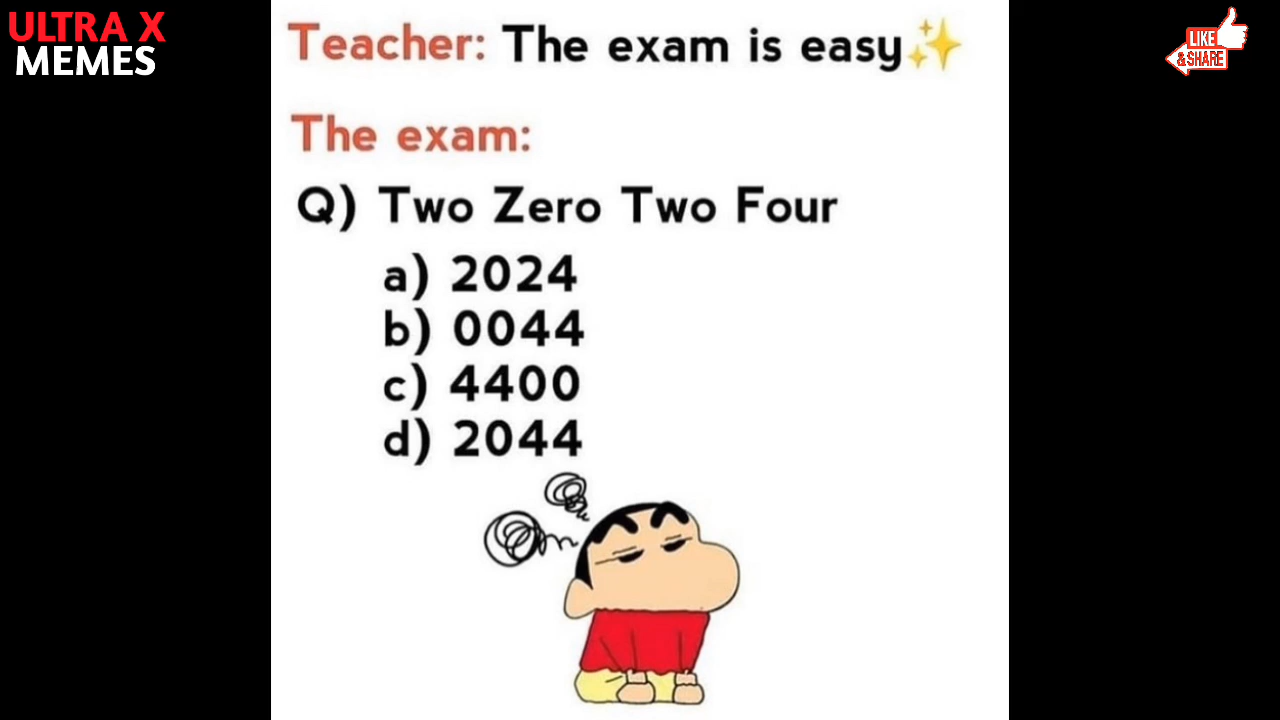 ULTRA X
MEMES
LIKE
& SHARE
Teacher: The exam is easy✨
The exam:
Q) Two Zero Two Four
a) 2024
b) 0044
c) 4400
d) 2044